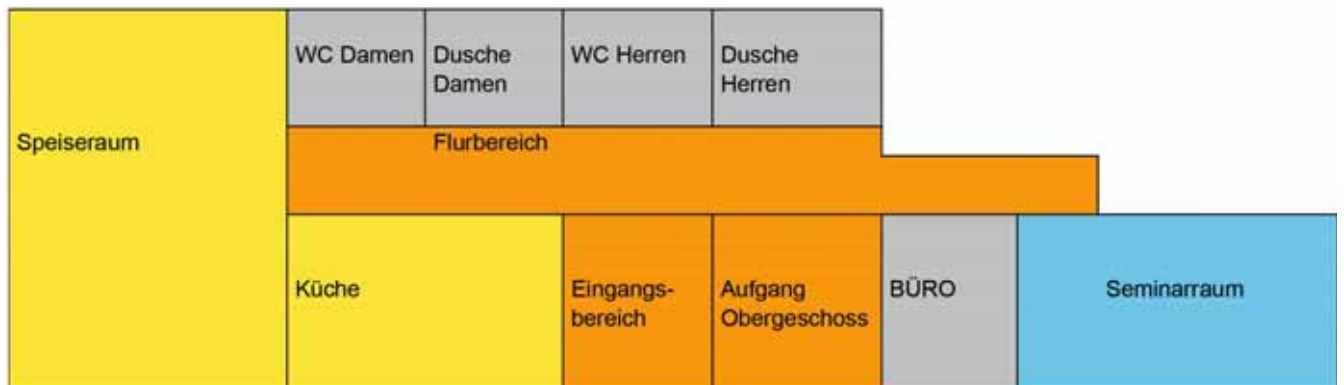 WC Damen
Dusche
Damen
WC Herren
Dusche
Herren
Speiseraum
Flurbereich
Küche
Eingangs-
bereich
Aufgang
Obergeschoss
BÜRO
Seminarraum